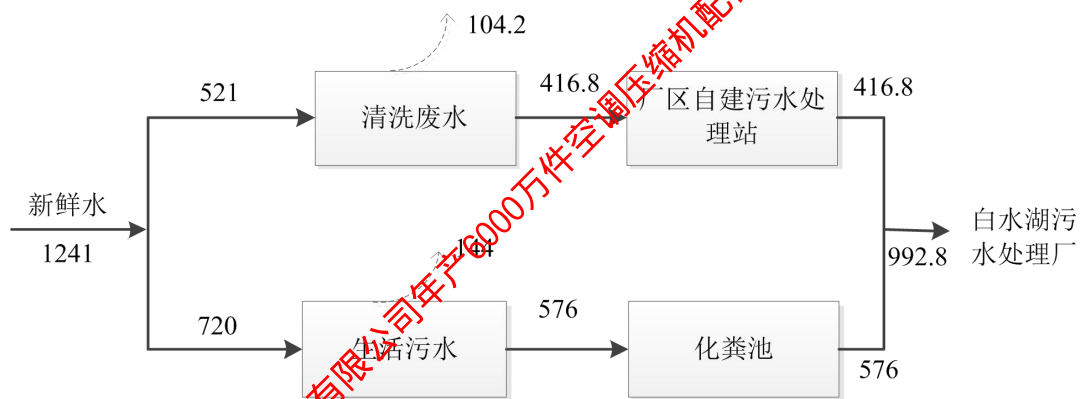 104.2
521
清洗废水
416.8
厂区自建污水处
理站
416.8
新鲜水
1241
白水湖污
水处理厂
992.8
144
720
生活污水
576
化粪池
576
有限公司年产6000万件空调压缩机配